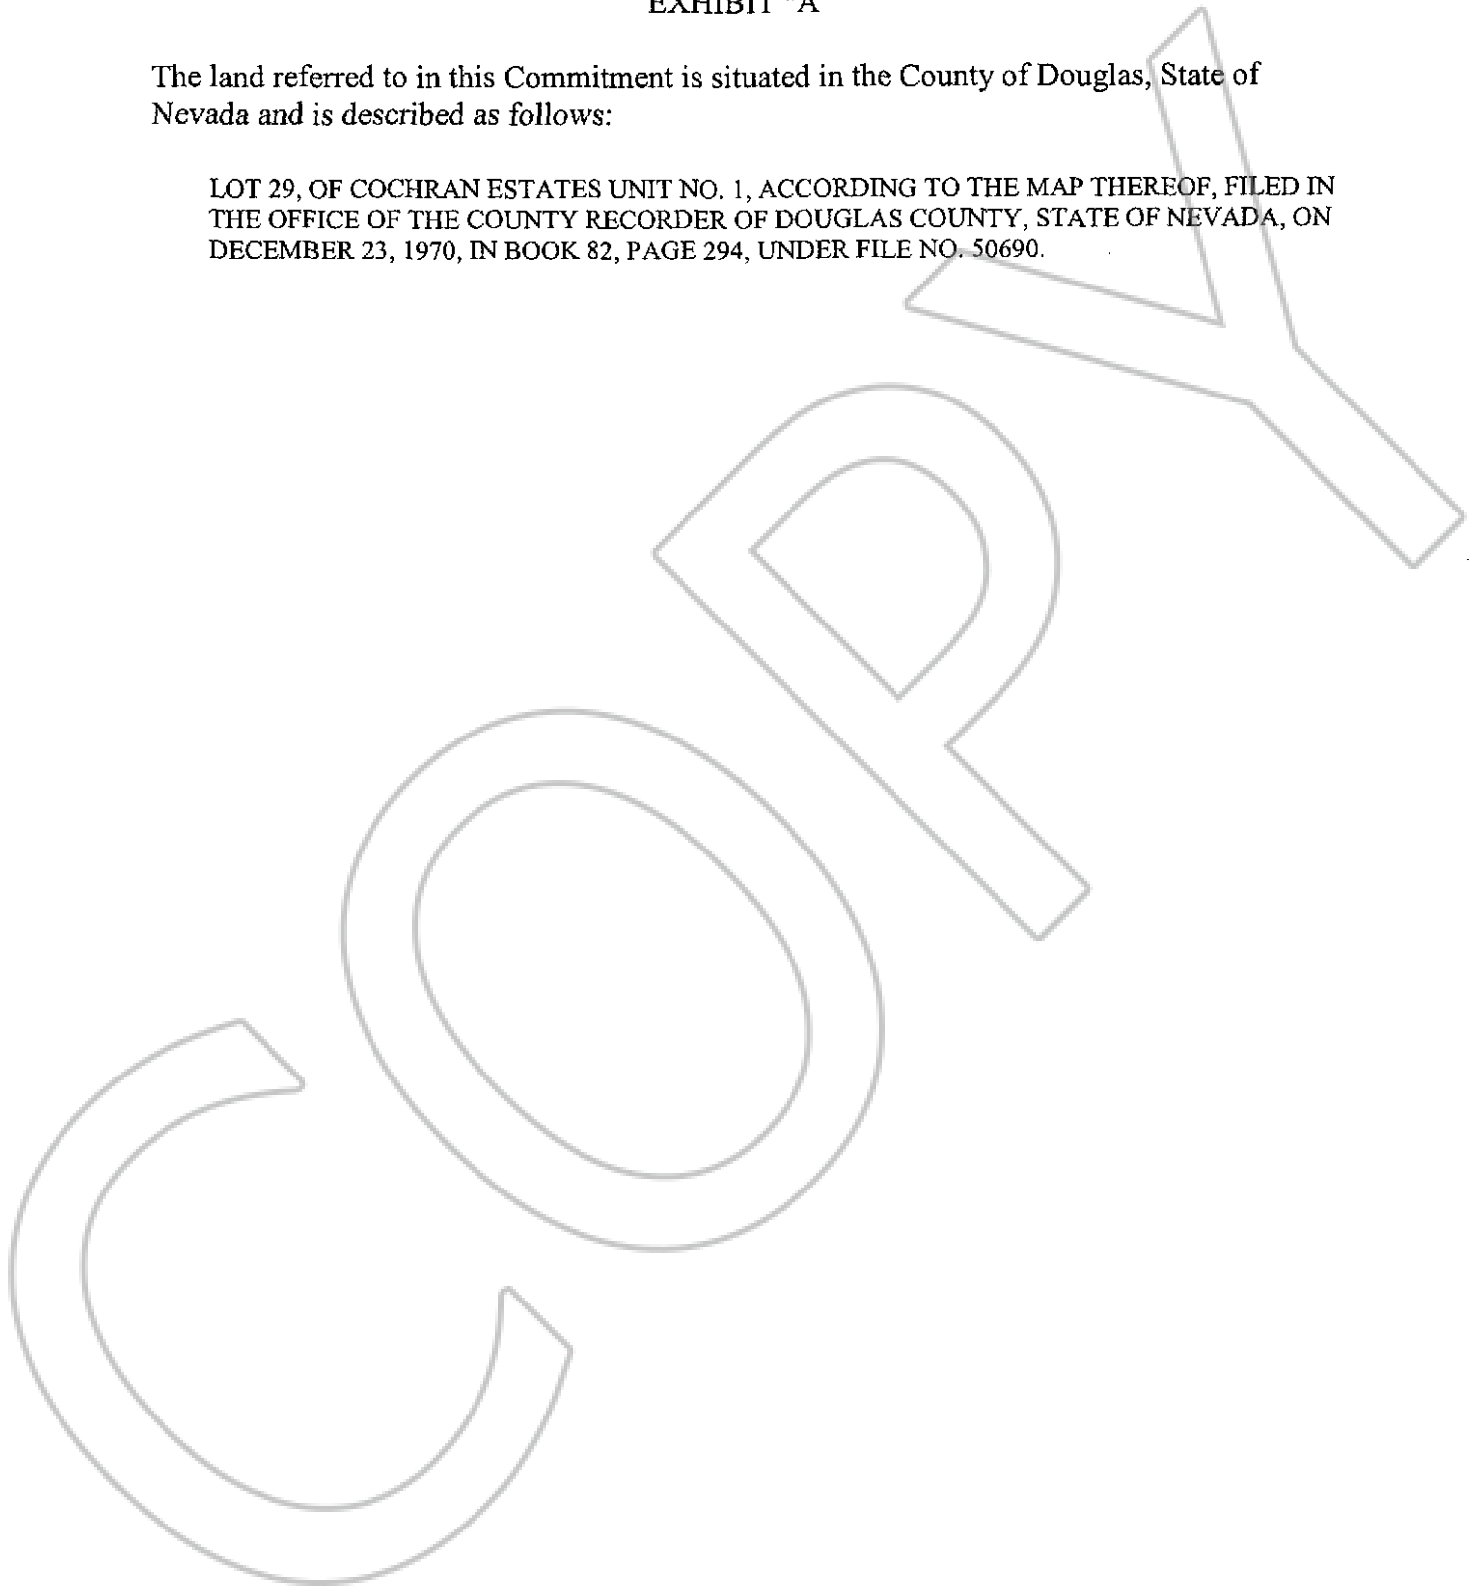 EXHIBIT "A
The land referred to in this Commitment is situated in the County of Douglas, State of
Nevada and is described as follows:
LOT 29, OF COCHRAN ESTATES UNIT NO. 1, ACCORDING TO THE MAP THEREOF, FILED IN
THE OFFICE OF THE COUNTY RECORDER OF DOUGLAS COUNTY, STATE OF NEVADA, ON
DECEMBER 23, 1970, IN BOOK 82, PAGE 294, UNDER FILE NO. 50690.
COPY